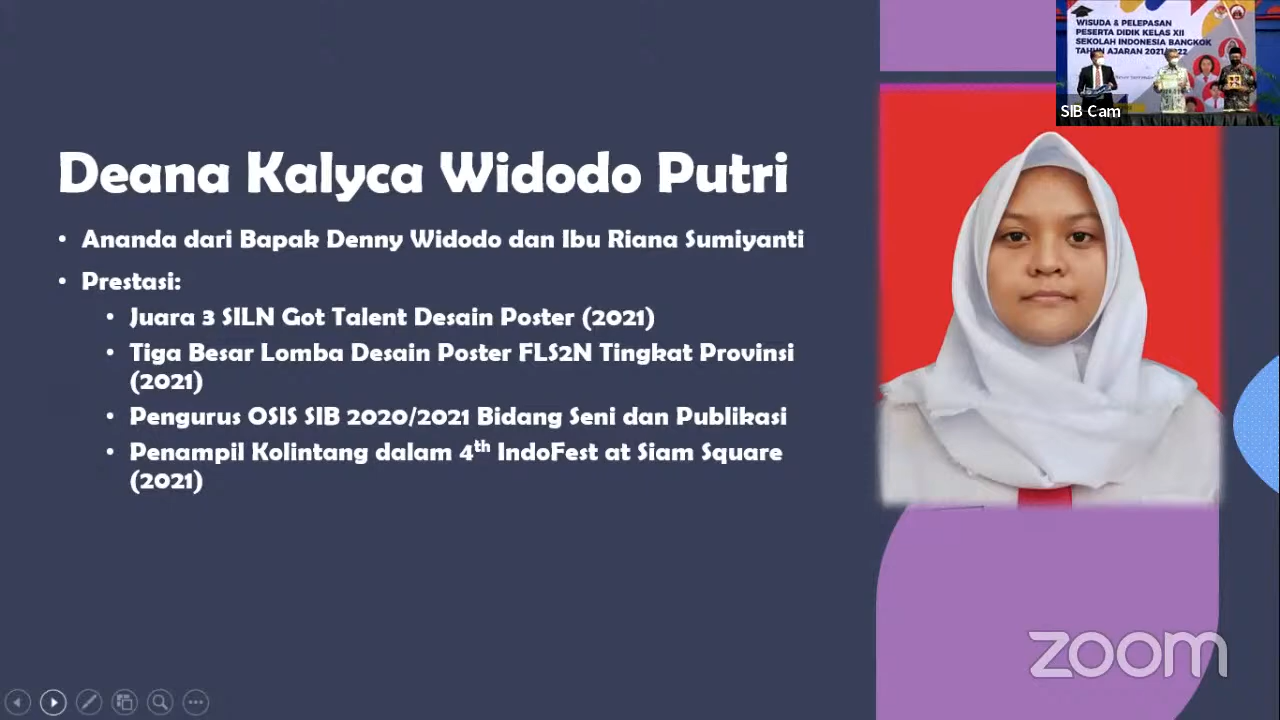 WISUDA & PELEPASAN
PESERTA DIDIK KELAS XII
SEKOLAH INDONESIA BANGKOK
TAHUN AJARAN 2021/2022
SIB Cam
Deana Kalyca Widodo Putri
• Ananda dari Bapak Denny Widodo dan Ibu Riana Sumiyanti
• Prestasi:
• Juara 3 SILN Got Talent Desain Poster (2021)
• Tiga Besar Lomba Desain Poster FLS2N Tingkat Provinsi
(2021)
• Pengurus OSIS SIB 2020/2021 Bidang Seni dan Publikasi
• Penampil Kolintang dalam 4th IndoFest at Siam Square
(2021)
zoom